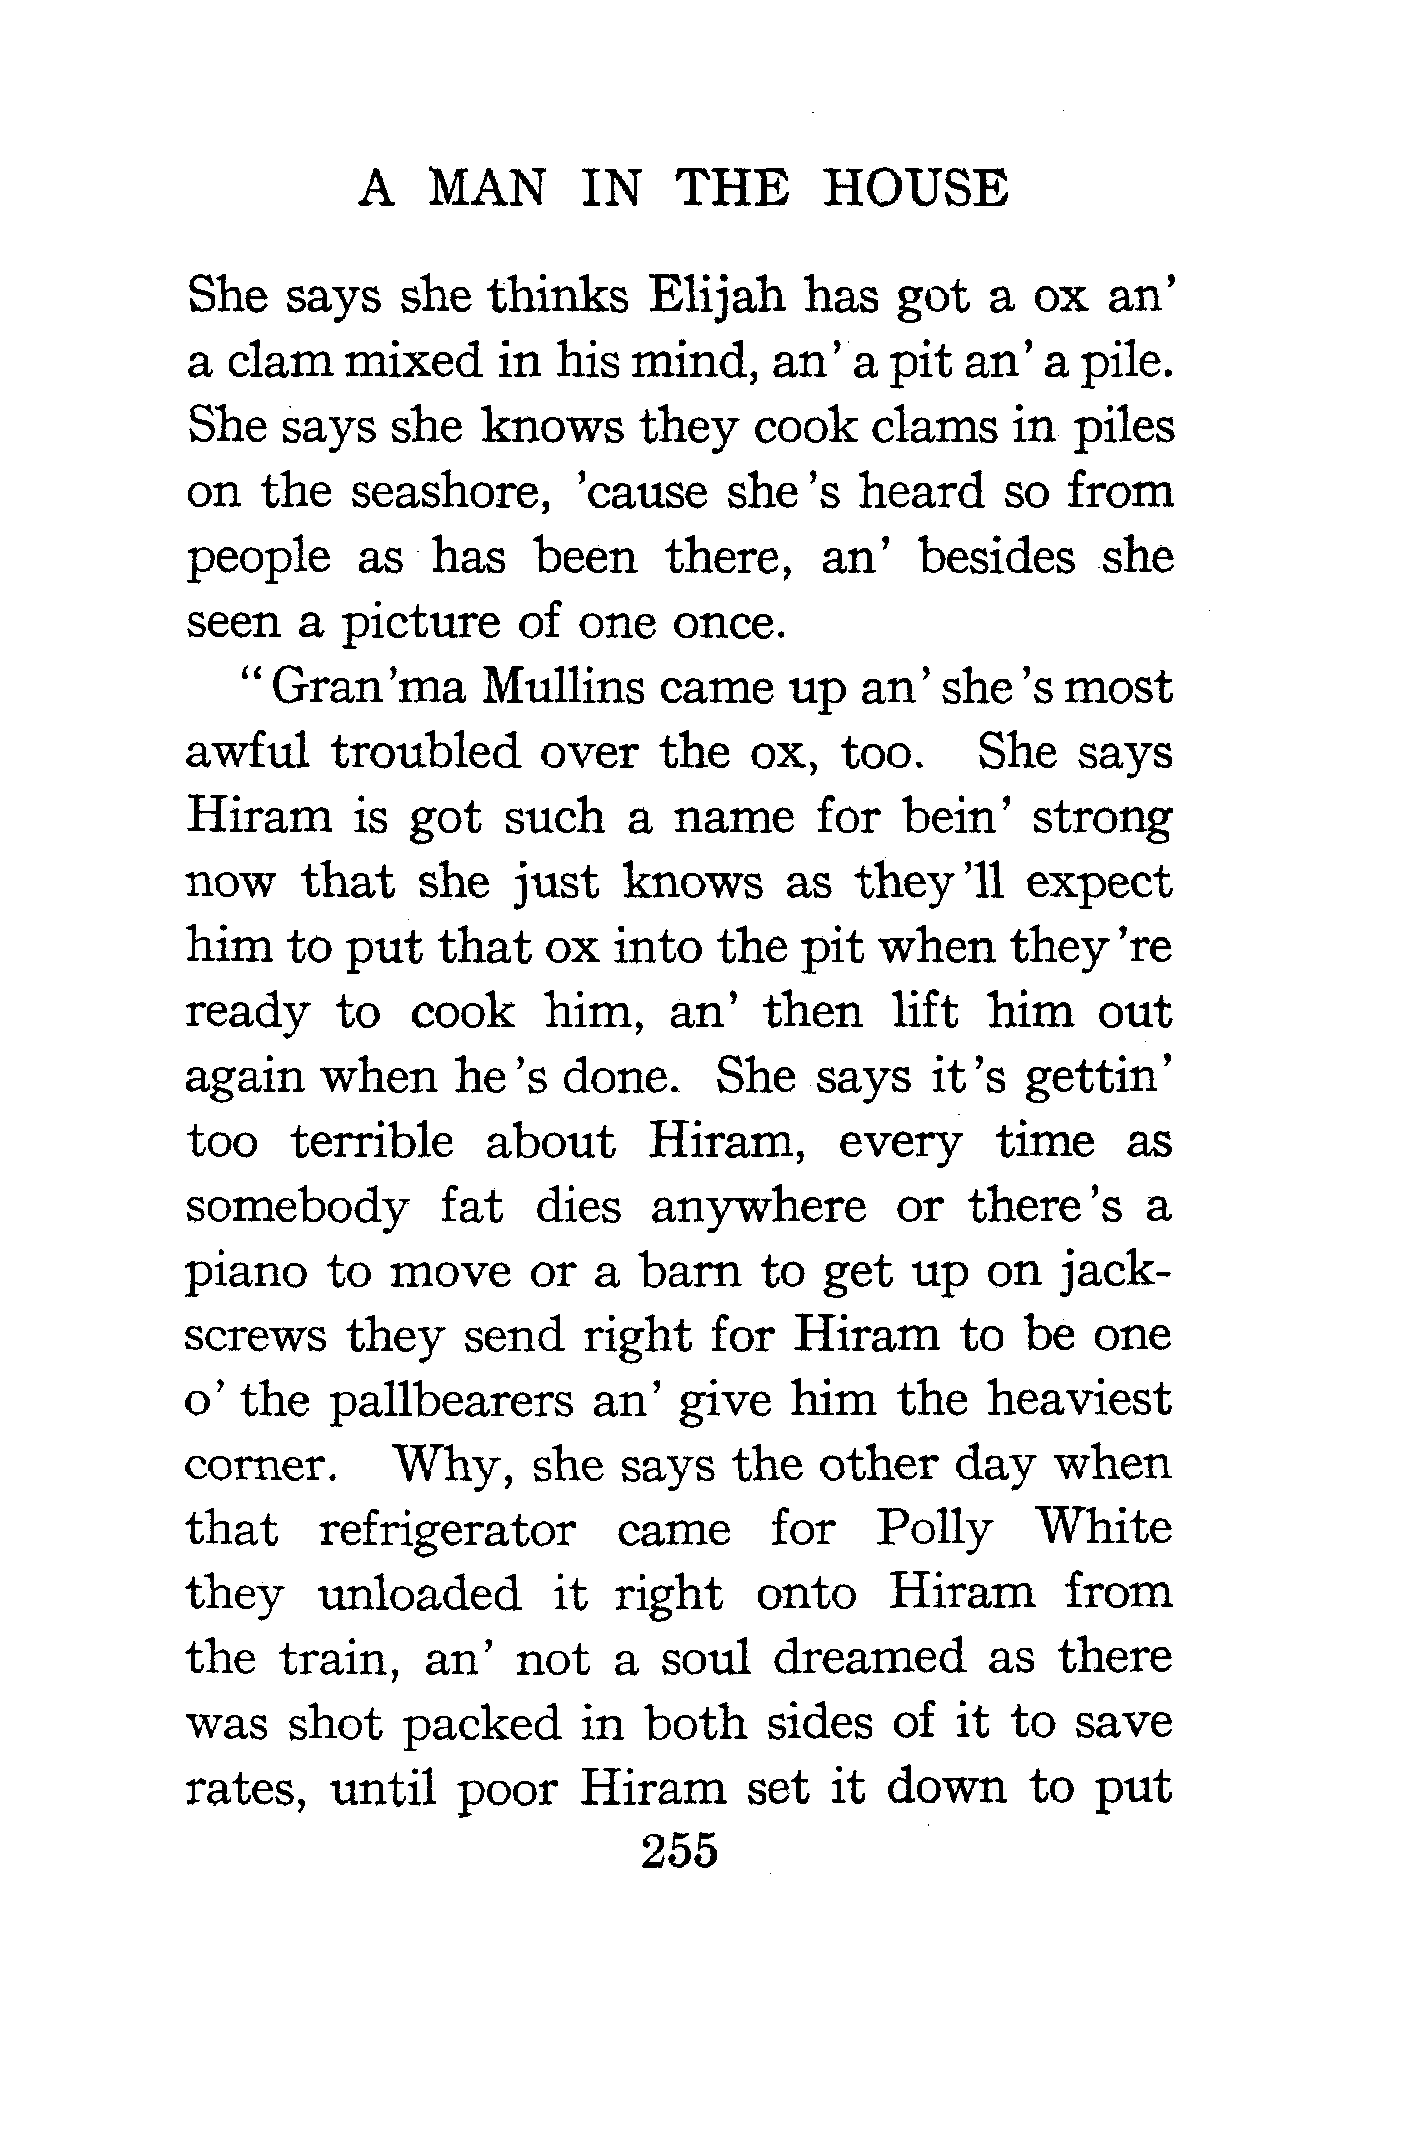 A MAN IN THE HOUSE
She says she thinks Elijah has got a ox an'
a clam mixed in his mind, an' a pit an' a pile.
She says she knows they cook clams in piles
on the seashore, 'cause she 's heard so from
people as has been there, an' besides she
seen a picture of one once.
"Gran'ma Mullins came up an' she 's most
awful troubled over the ox, too. She says
Hiram is got such a name for bein' strong
now that she just knows as they 'll expect
him to put that ox into the pit when they 're
ready to cook him, an' then lift him out
again when he 's done. She says it 's gettin'
too terrible about Hiram, every time as
somebody fat dies anywhere or there 's a
piano to move or a barn to get up on jack-
screws they send right for Hiram to be one
o' the pallbearers an' give him the heaviest
corner. Why, she says the other day when
that refrigerator came for Polly White
they unloaded it right onto Hiram from
the train, an' not a soul dreamed as there
was shot packed in both sides of it to save
rates, until poor Hiram set it down to put
255